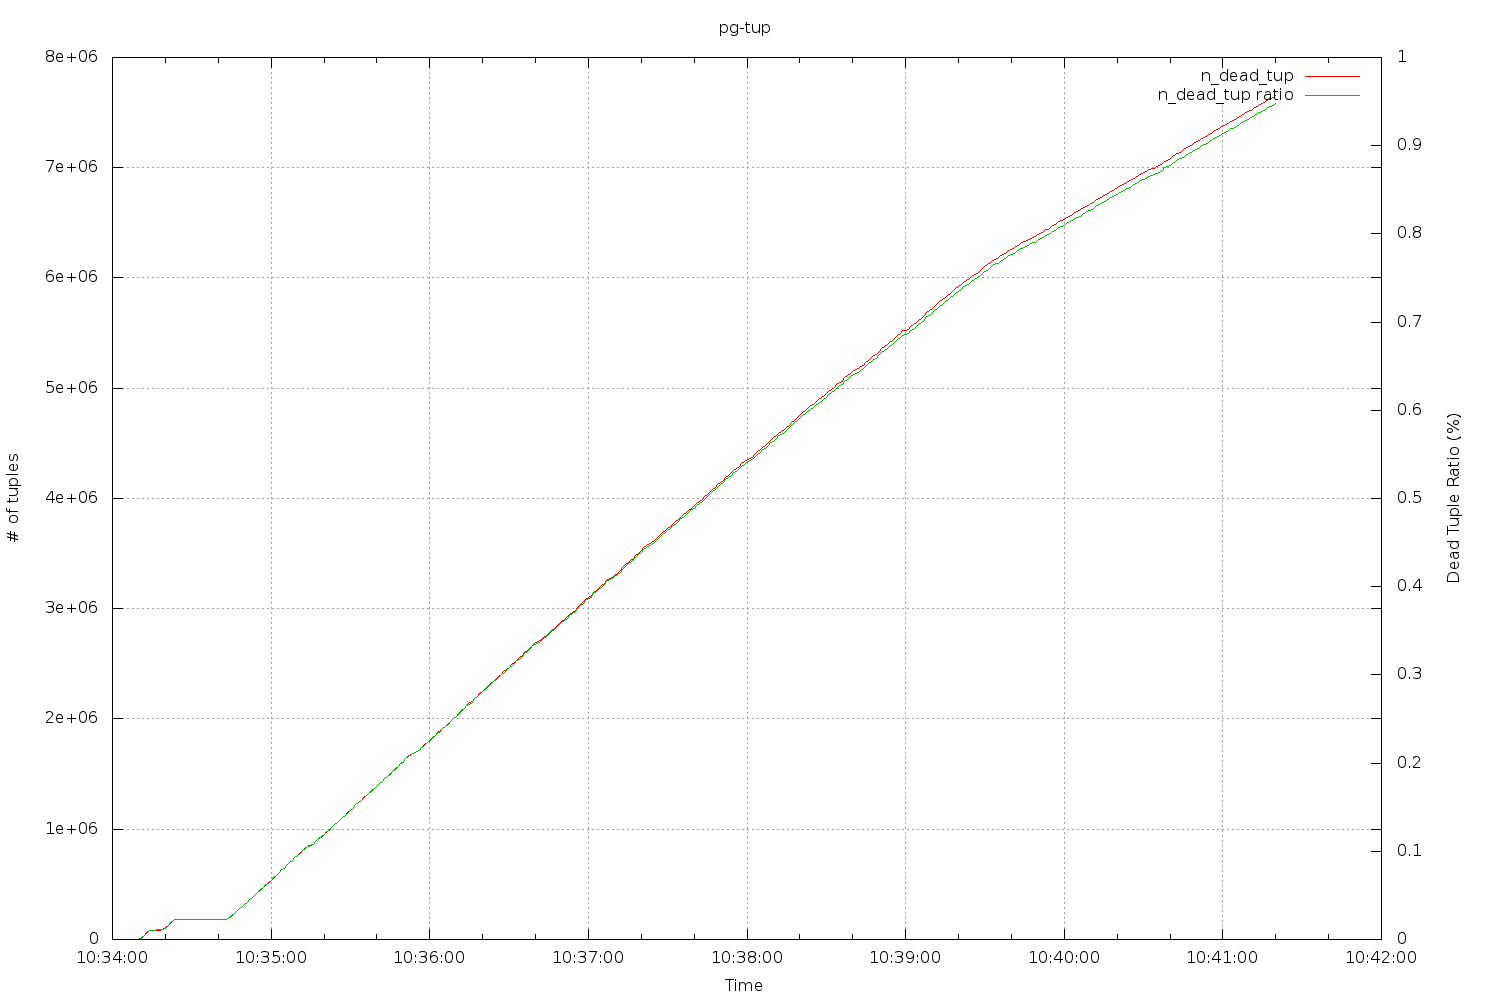 pg-tup
8e+06
7e+06
6e+06
5e+06
4e+06
3e+06
2e+06
1e+06
0
# of tuples
n_dead_tup
n_dead_tup ratio
1
0.9
0.8
0.7
0.6
0.5
0.4
0.3
0.2
0.1
0
Dead Tuple Ratio (%)
10:34:00 10:35:00 10:36:00 10:37:00 10:38:00 10:39:00 10:40:00 10:41:00 10:42:00
Time